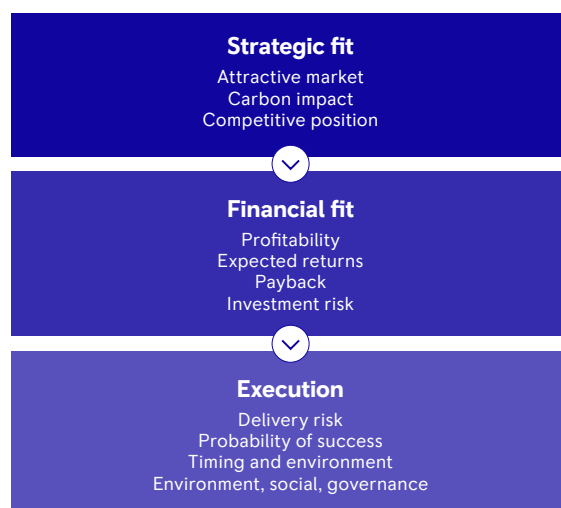 Strategic fit
Attractive market
Carbon impact
Competitive position
Financial fit
Profitability
Expected returns
Payback
Investment risk
Execution
Delivery risk
Probability of success
Timing and environment
Environment, social, governance